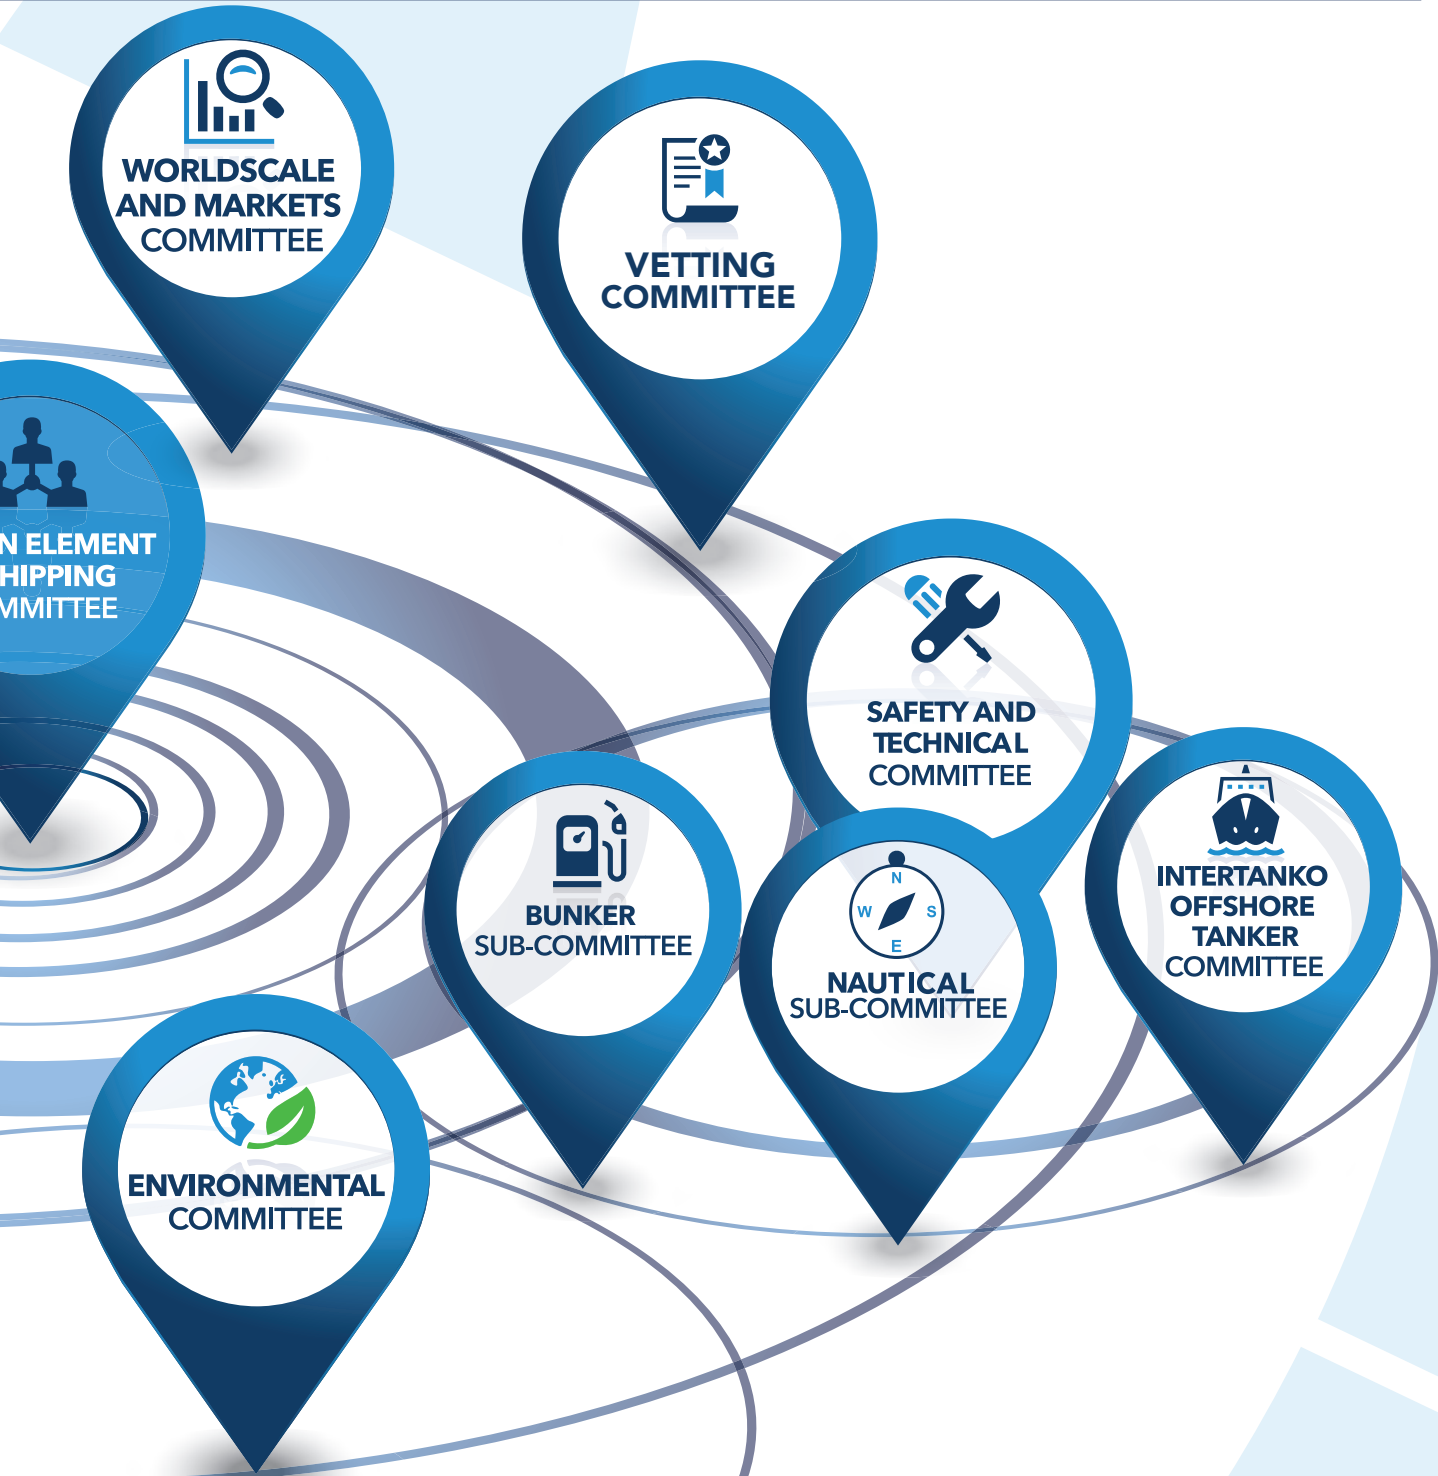 WORLDSCALE
AND MARKETS
COMMITTEE
VETTING
COMMITTEE
N ELEMENT
HIPPING
MMITTEE
SAFETY AND
TECHNICAL
COMMITTEE
INTERTANKO
OFFSHORE
TANKER
COMMITTEE
BUNKER
SUB-COMMITTEE
N
W S
E
NAUTICAL
SUB-COMMITTEE
ENVIRONMENTAL
COMMITTEE